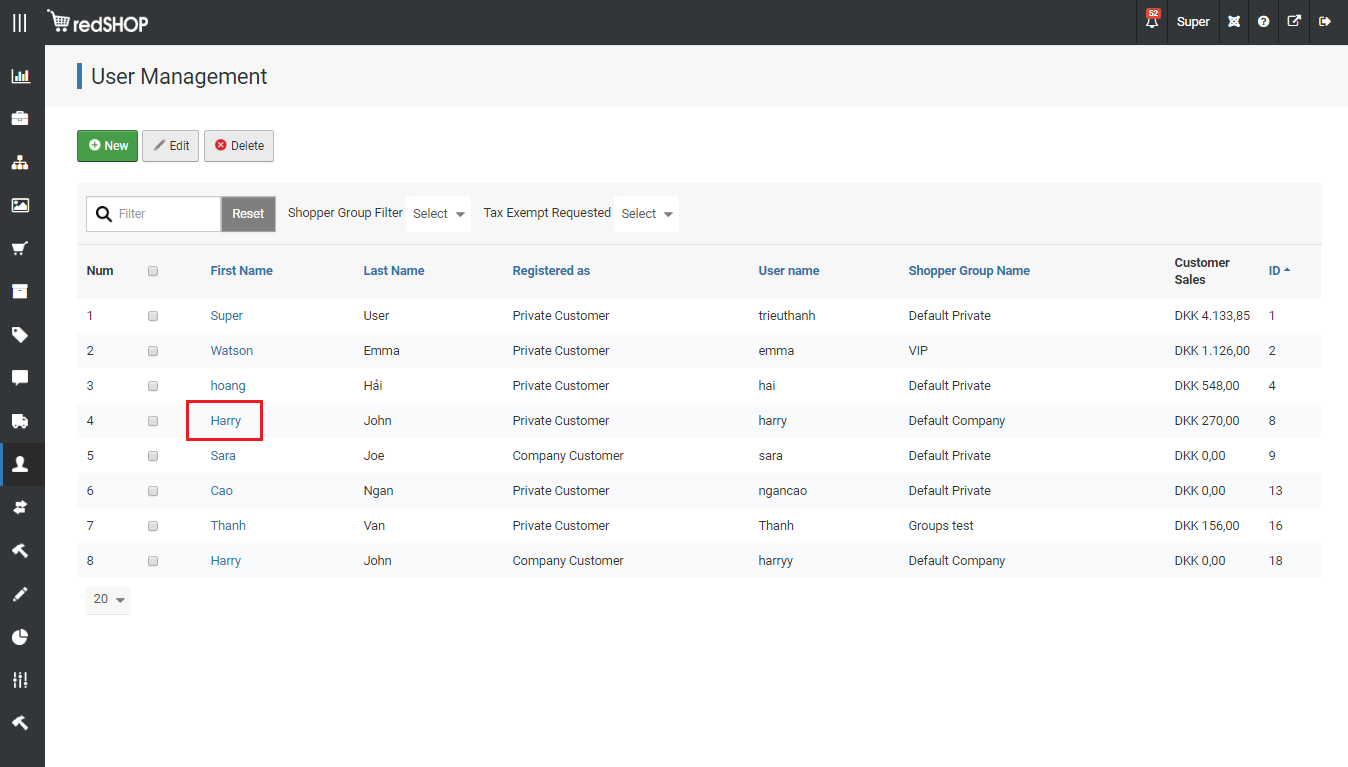 redSHOP
52
Super
User Management
New Edit Delete
Filter Reset Shopper Group Filter Select Tax Exempt Requested Select
Num First Name Last Name Registered as User name Shopper Group Name Customer Sales ID
1 Super User Private Customer trieuthanh Default Private DKK 4.133,85 1
2 Watson Emma Private Customer emma VIP DKK 1.126,00 2
3 hoang Hải Private Customer hai Default Private DKK 548,00 4
4 Harry John Private Customer harry Default Company DKK 270,00 8
5 Sara Joe Company Customer sara Default Private DKK 0,00 9
6 Cao Ngan Private Customer ngancao Default Private DKK 0,00 13
7 Thanh Van Private Customer Thanh Groups test DKK 156,00 16
8 Harry John Company Customer harryy Default Company DKK 0,00 18
20